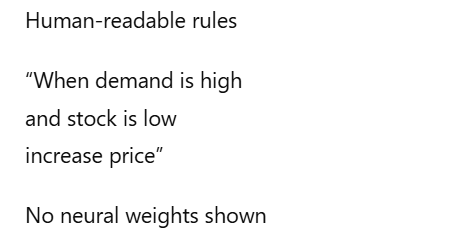 Human-readable rules
“When demand is high
and stock is low
increase price”
No neural weights shown